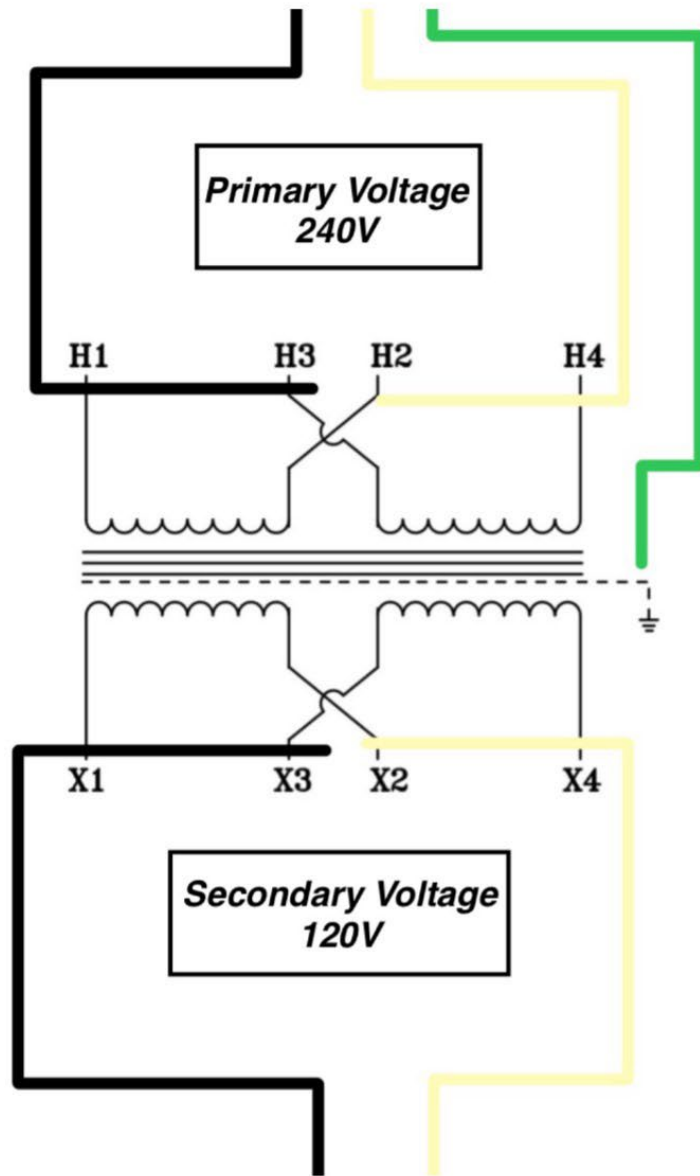 Primary Voltage
240V
H1 H3 H2 H4
X1 X3 X2 X4
Secondary Voltage
120V